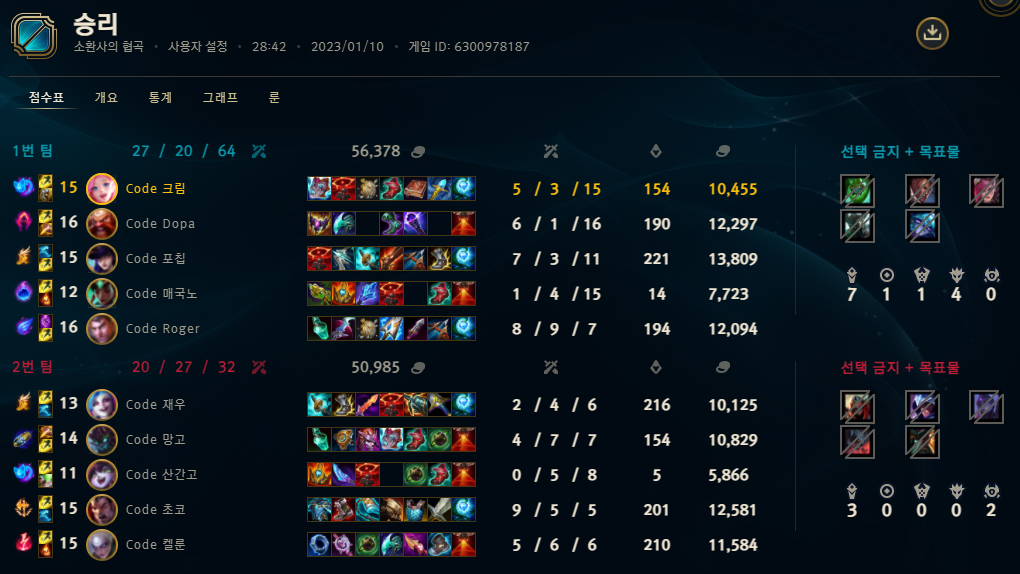 승리
소환사의 협곡 • 사용자 설정 • 28:42 • 2023/01/10 • 게임 ID: 6300978187
점수표 개요 통계 그래프 룬
1번 팀 27 / 20 / 64 56,378 선택 금지 + 목표물
15 Code 크림 5 / 3 / 15 154 10,455
16 Code Dopa 6 / 1 / 16 190 12,297
15 Code 포칩 7 / 3 / 11 221 13,809
12 Code 매국노 1 / 4 / 15 14 7,723
16 Code Roger 8 / 9 / 7 194 12,094
7 1 1 4 0
2번 팀 20 / 27 / 32 50,985 선택 금지 + 목표물
13 Code 재우 2 / 4 / 6 216 10,125
14 Code 망고 4 / 7 / 7 154 10,829
11 Code 산간고 0 / 5 / 8 5 5,866
15 Code 초코 9 / 5 / 5 201 12,581
15 Code 켈룬 5 / 6 / 6 210 11,584
3 0 0 0 2